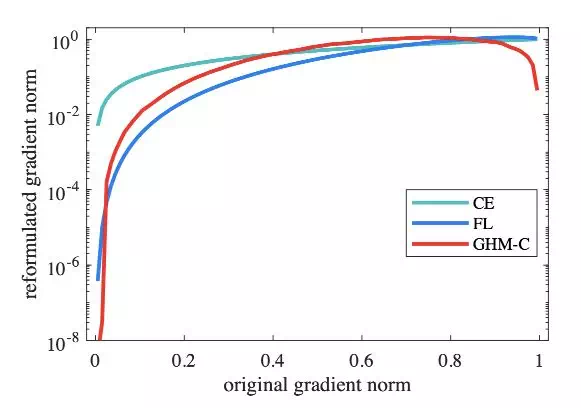 reformulated gradient norm
10^0
10^-2
10^-4
10^-6
10^-8
CE
FL
GHM-C
0 0.2 0.4 0.6 0.8 1
original gradient norm